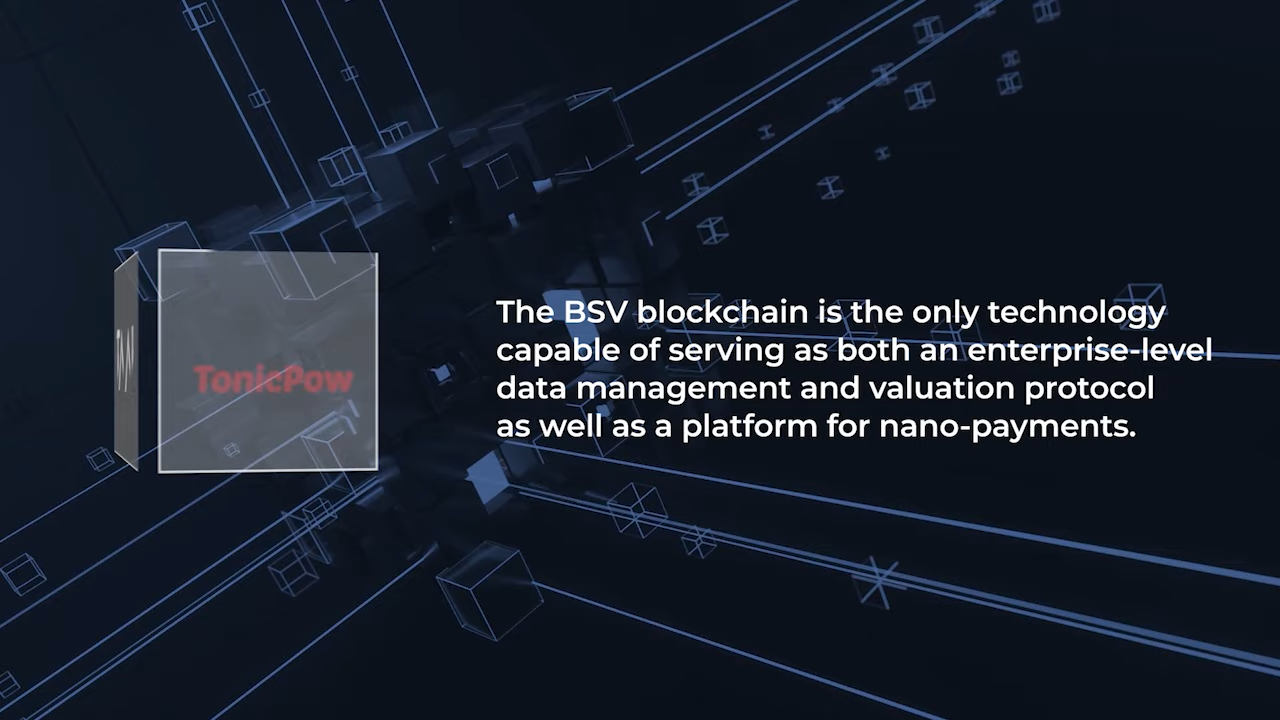 TonicPow
The BSV blockchain is the only technology
capable of serving as both an enterprise-level
data management and valuation protocol
as well as a platform for nano-payments.